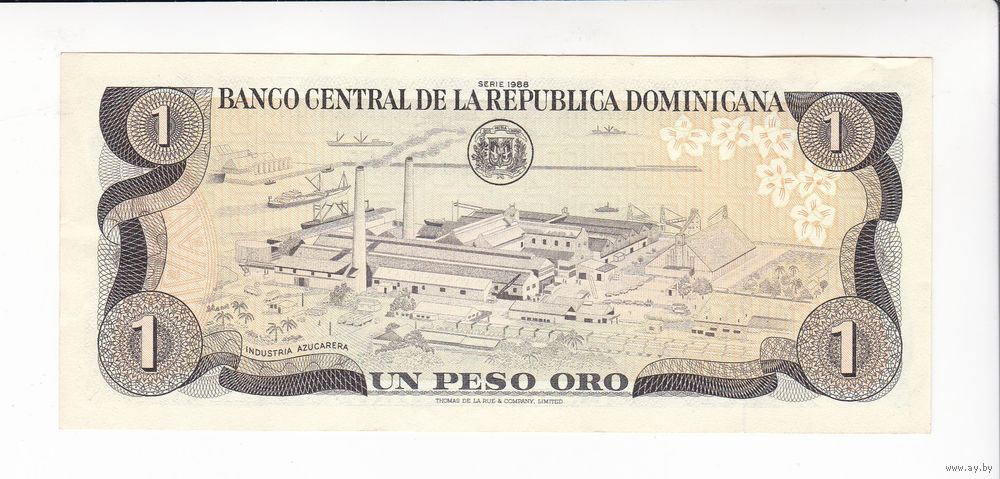 SERIE 1988
BANCO CENTRAL DE LA REPUBLICA DOMINICANA
1 1
INDUSTRIA AZUCARERA
1 1
UN PESO ORO
THOMAS DE LA RUE & COMPANY, LIMITED
www.ay.by